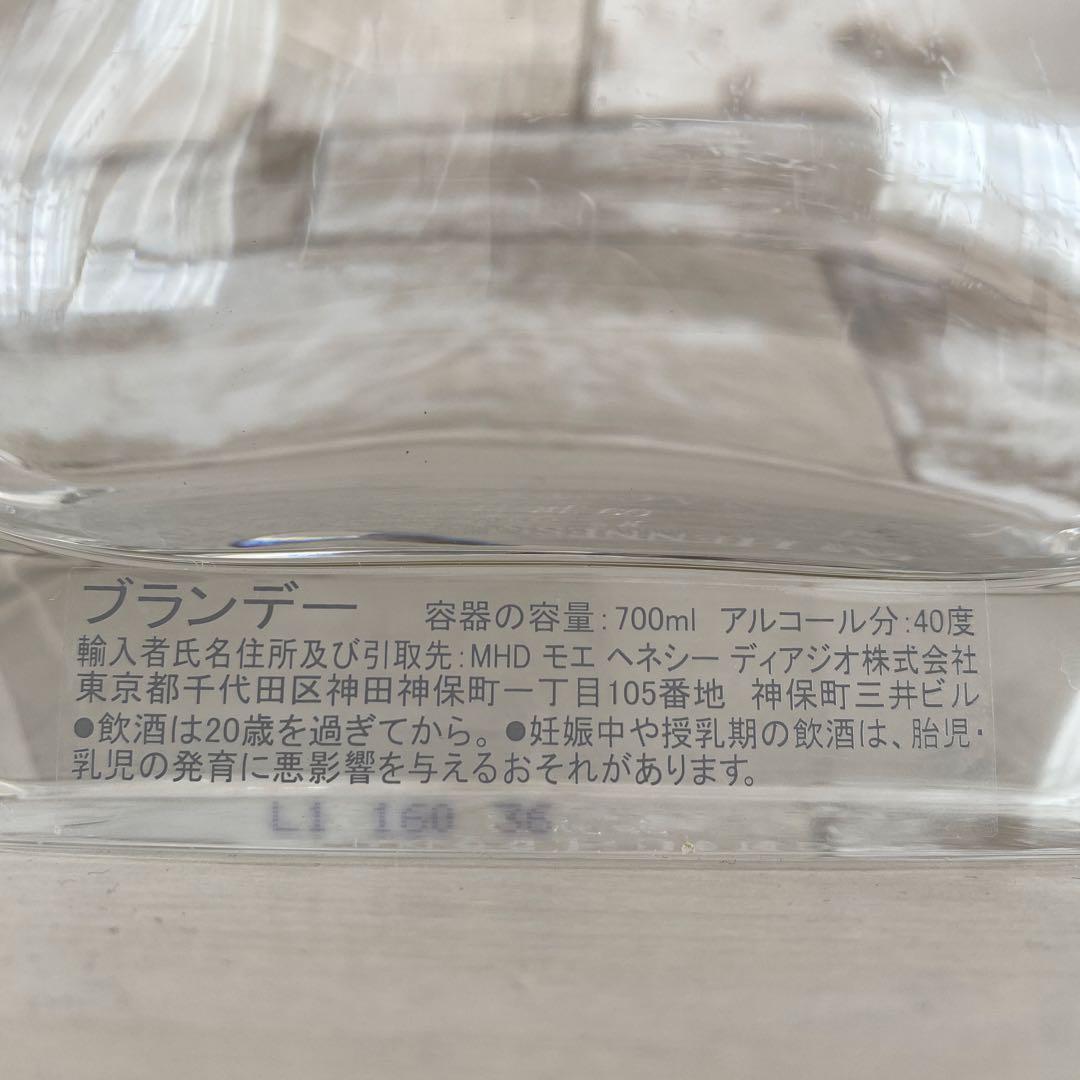 ブランデー 容器の容量:700ml アルコール分:40度
輸入者氏名住所及び引取先:MHD モエ ヘネシー ディアジオ株式会社
東京都千代田区神田神保町一丁目105番地 神保町三井ビル
●飲酒は20歳を過ぎてから。●妊娠中や授乳期の飲酒は、胎児・
乳児の発育に悪影響を与えるおそれがあります。
L1 160 36